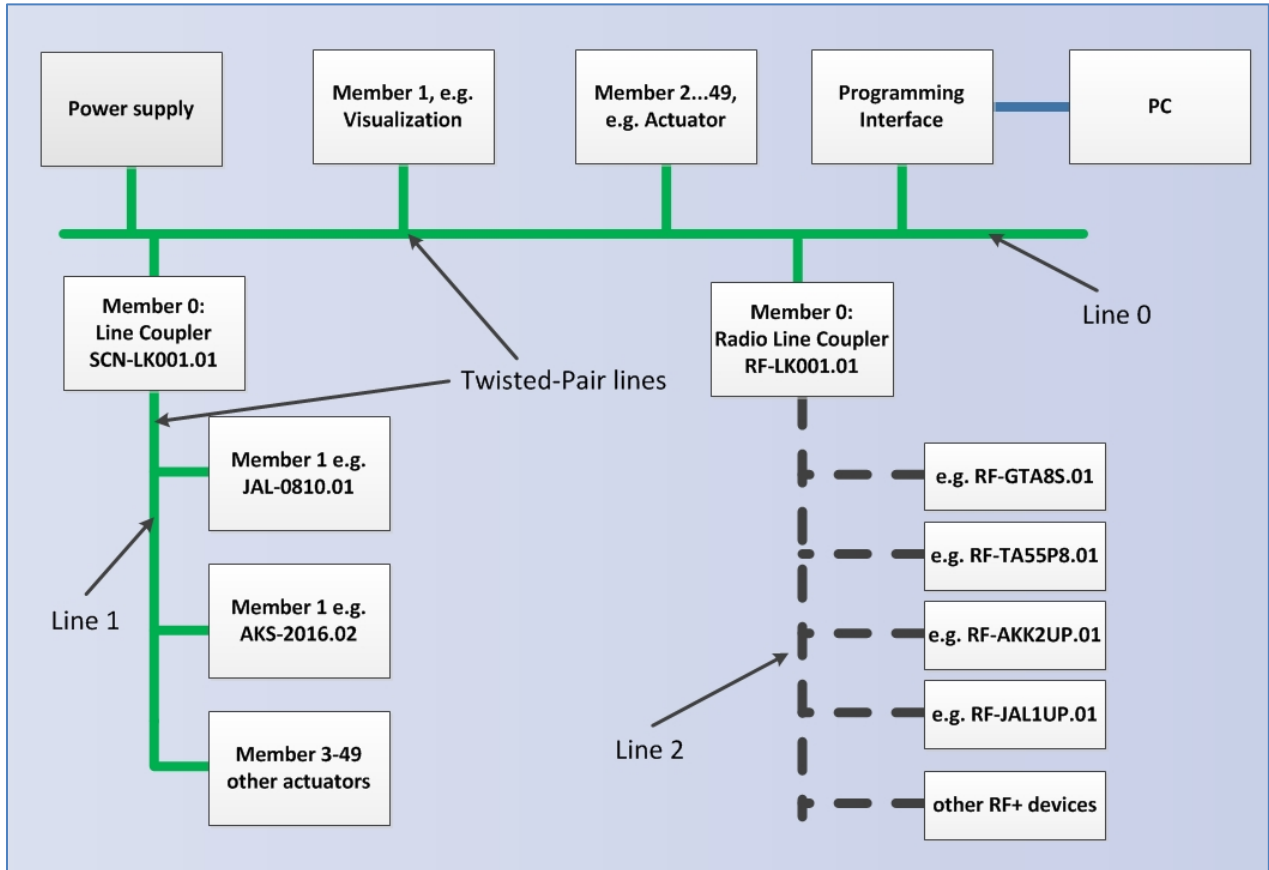 Power supply
Member 1, e.g.
Visualization
Member 2...49,
e.g. Actuator
Programming
Interface
PC
Member 0:
Line Coupler
SCN-LK001.01
Member 0:
Radio Line Coupler
RF-LK001.01
Line 0
Twisted-Pair lines
Member 1 e.g.
JAL-0810.01
Line 1
Member 1 e.g.
AKS-2016.02
Member 3-49
other actuators
e.g. RF-GTA8S.01
e.g. RF-TA55P8.01
e.g. RF-AKK2UP.01
e.g. RF-JAL1UP.01
Line 2
other RF+ devices